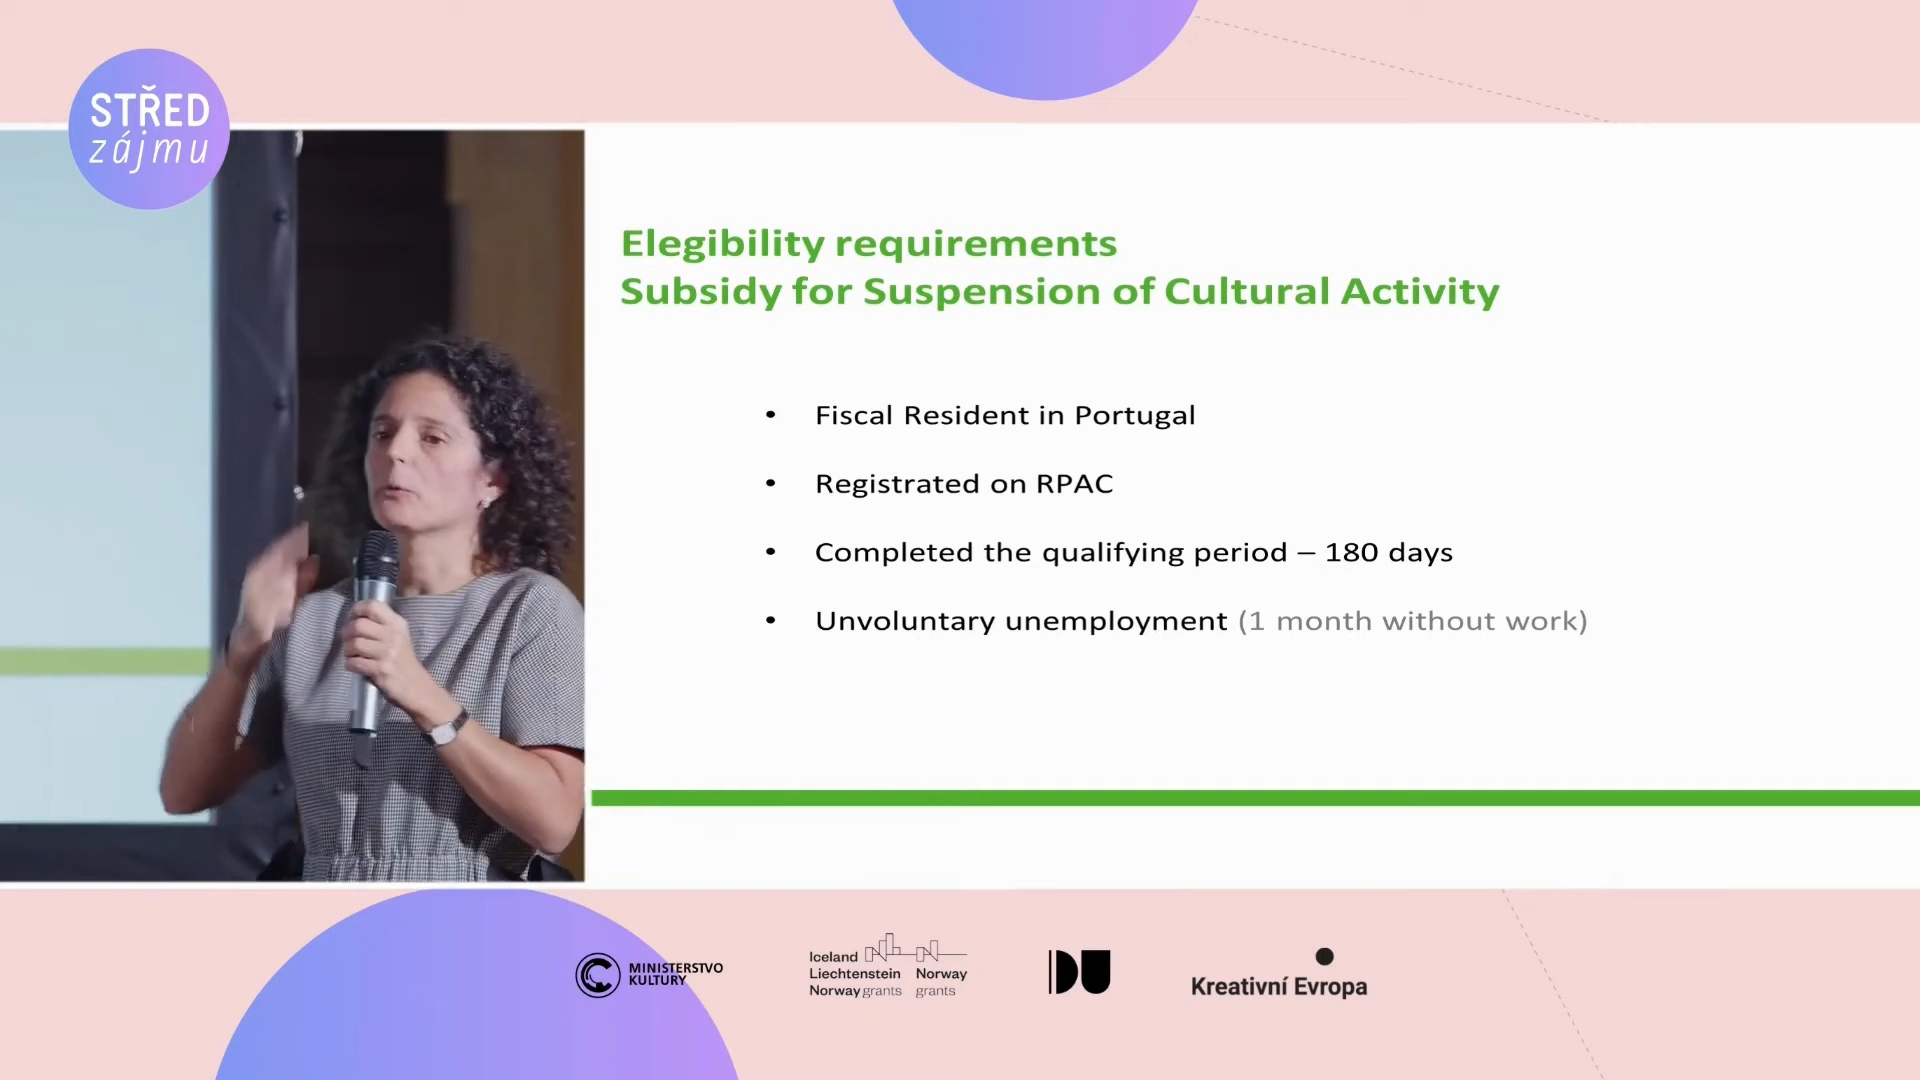 STŘED
zájmu
Elegibility requirements
Subsidy for Suspension of Cultural Activity
• Fiscal Resident in Portugal
• Registrated on RPAC
• Completed the qualifying period – 180 days
• Unvoluntary unemployment (1 month without work)
MINISTERSTVO
KULTURY
Iceland
Liechtenstein
Norway grants
Norway
grants
DU
Kreativní Evropa